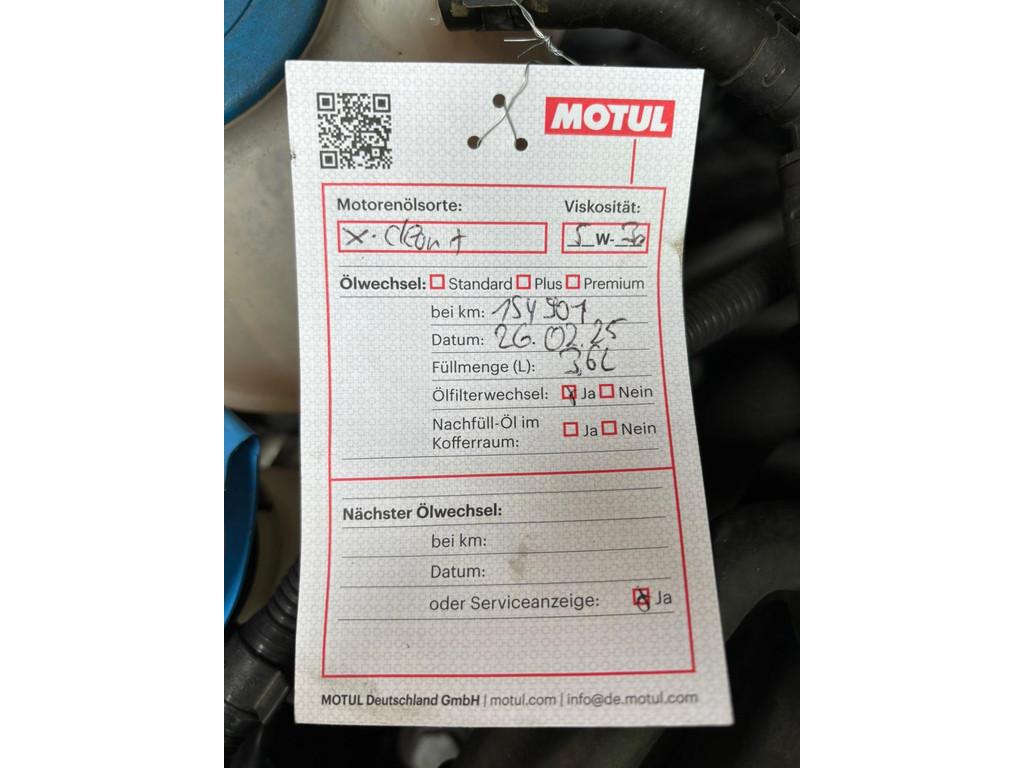 MOTUL
Motorenölsorte: Viskosität:
x. clean + 5 W-30
Ölwechsel: Standard Plus Premium
bei km: 154 901
Datum: 26.02.25
Füllmenge (L): 3,6L
Ölfilterwechsel: Ja Nein
Nachfüll-Öl im
Kofferraum: Ja Nein
Nächster Ölwechsel:
bei km:
Datum:
oder Serviceanzeige: Ja
MOTUL Deutschland GmbH | motul.com | info@de.motul.com